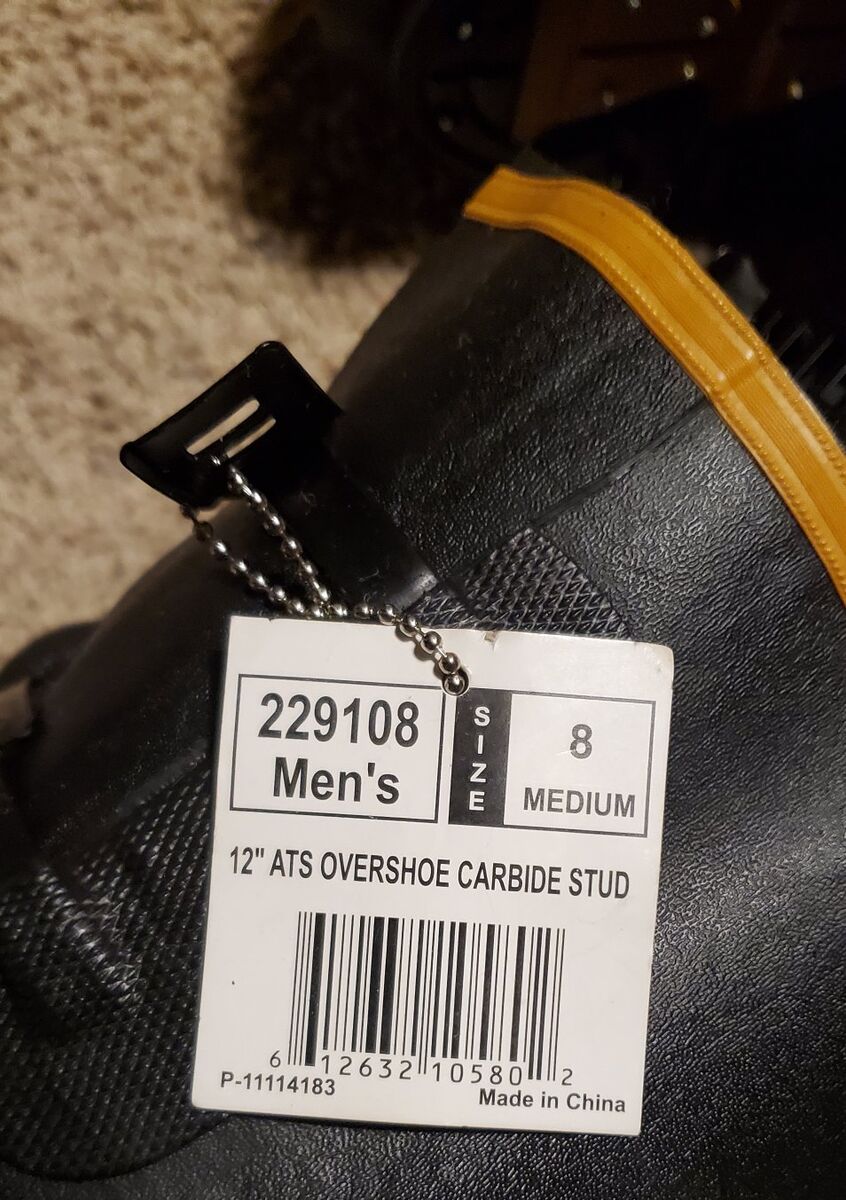 229108
Men's
SIZE
8
MEDIUM
12" ATS OVERSHOE CARBIDE STUD
6 12632 10580 2
P-11114183
Made in China